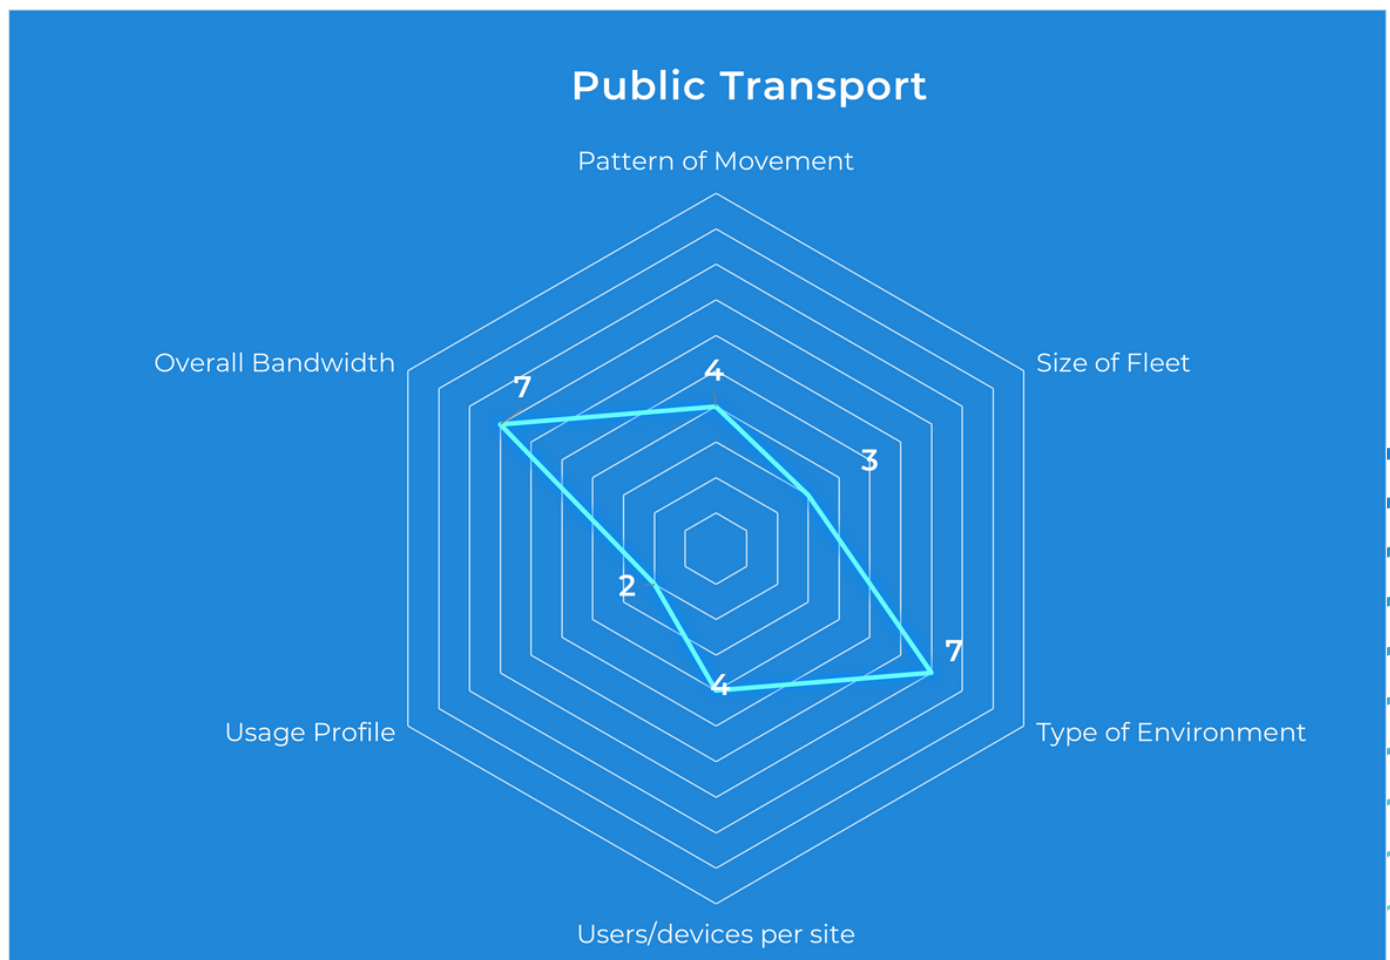 Public Transport
Pattern of Movement
Overall Bandwidth
Size of Fleet
4
7
3
2
7
4
Usage Profile
Type of Environment
Users/devices per site